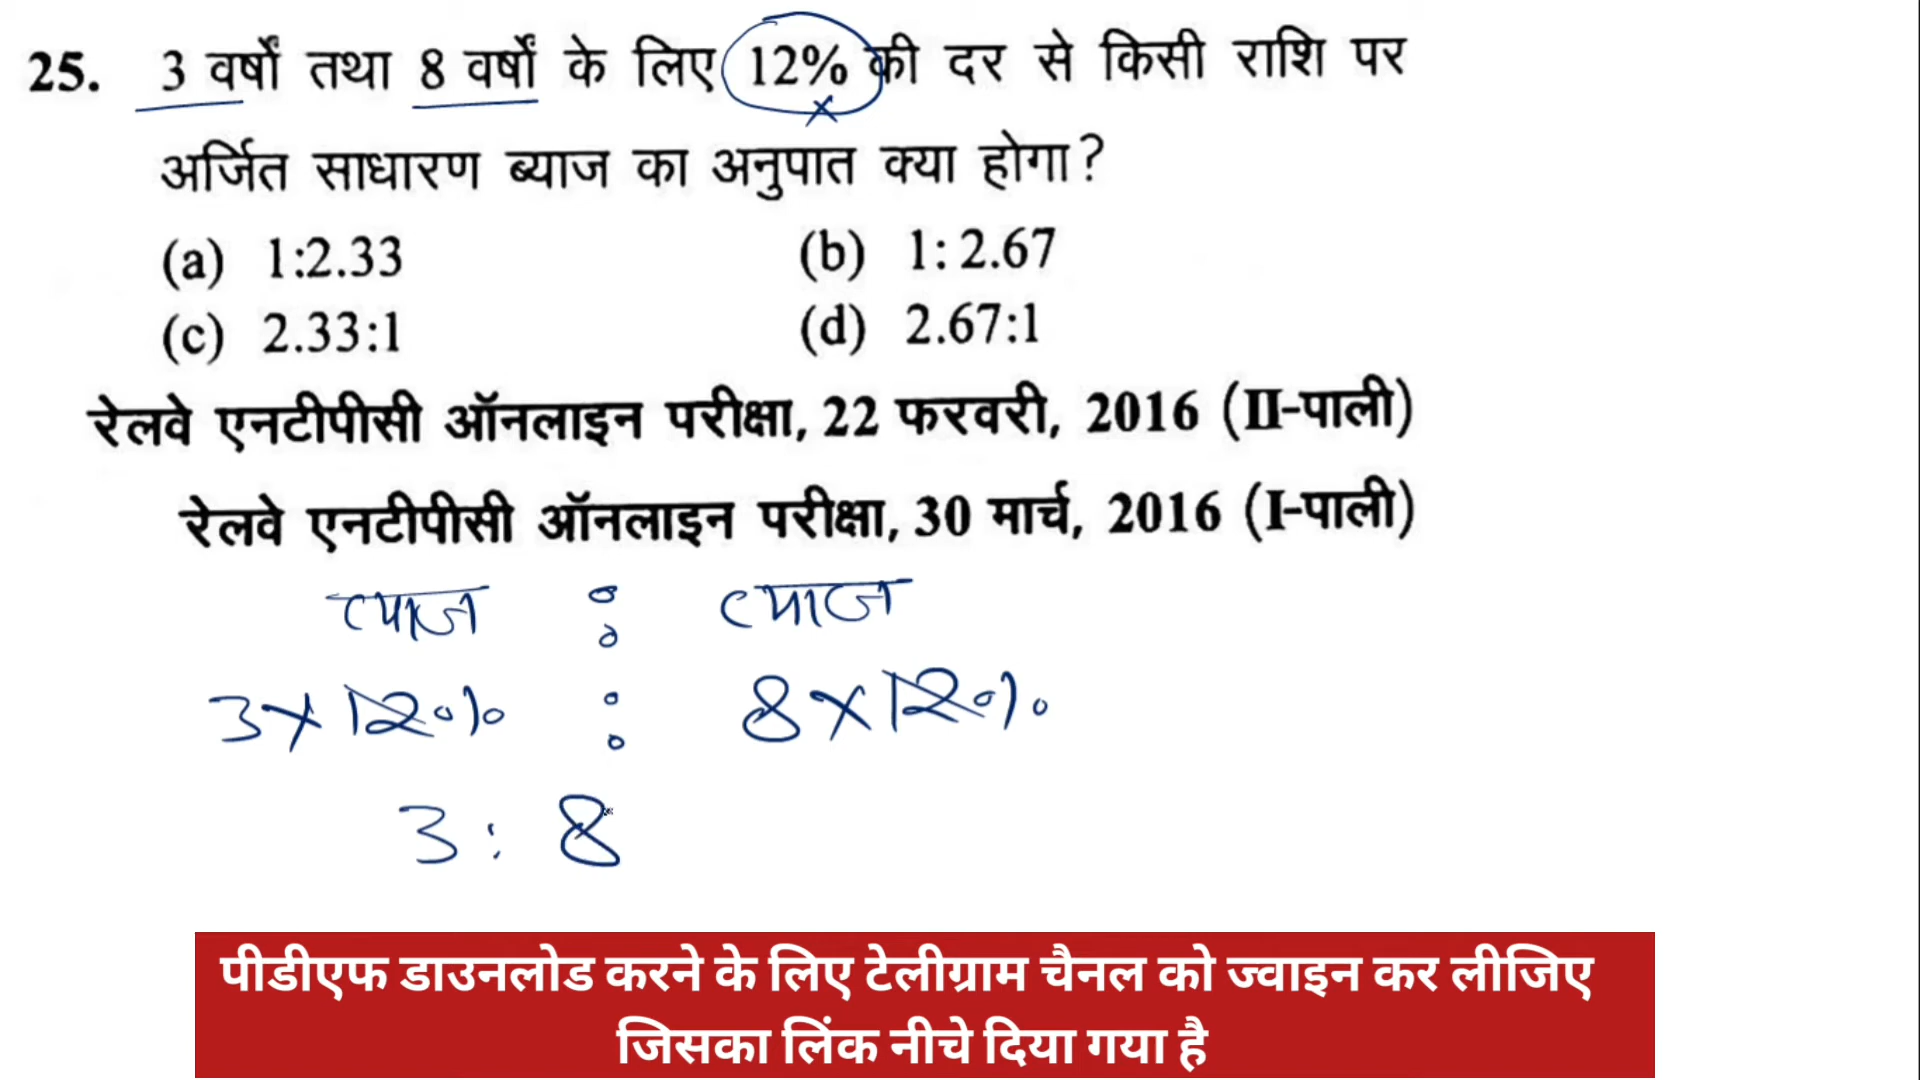 25. 3 वर्षों तथा 8 वर्षों के लिए 12% की दर से किसी राशि पर
अर्जित साधारण ब्याज का अनुपात क्या होगा?
(a) 1:2.33 (b) 1: 2.67
(c) 2.33:1 (d) 2.67:1
रेलवे एनटीपीसी ऑनलाइन परीक्षा, 22 फरवरी, 2016 (II-पाली)
रेलवे एनटीपीसी ऑनलाइन परीक्षा, 30 मार्च, 2016 (I-पाली)
ब्याज : ब्याज
3×12% : 8×12%
3 : 8
पीडीएफ डाउनलोड करने के लिए टेलीग्राम चैनल को ज्वाइन कर लीजिए
जिसका लिंक नीचे दिया गया है